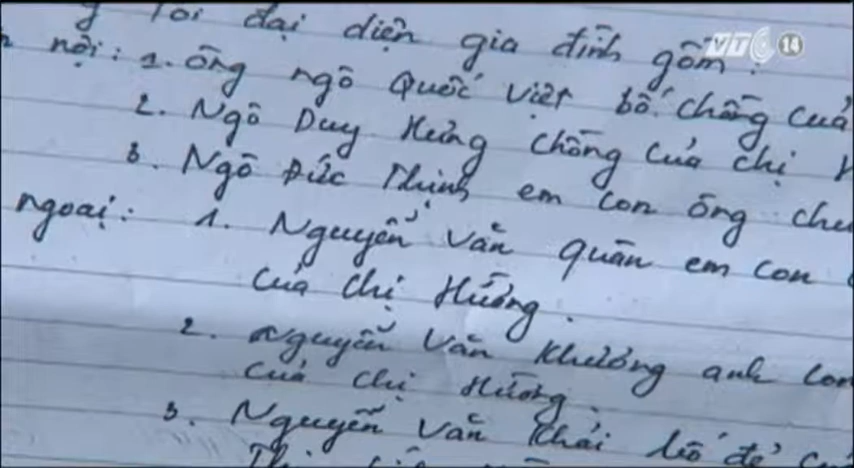 tôi đại diện gia đình gồm:
VTC 14
nội: 1. ông ngô Quốc Việt bố chồng của
2. Ngô Duy Hưng chồng của chị
3. Ngô Đức Thịnh em con ông chú
ngoại: 1. Nguyễn Văn Quân em con
của chị Hường.
2. Nguyễn Văn Khương anh con
của chị Hường.
3. Nguyễn Văn Khải bố đẻ